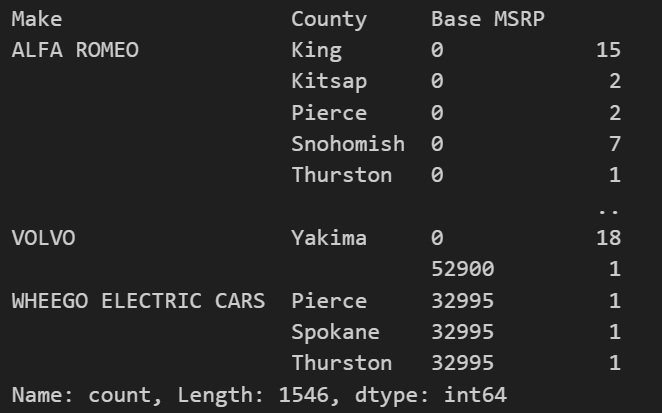 Make County Base MSRP
ALFA ROMEO King 0 15
Kitsap 0 2
Pierce 0 2
Snohomish 0 7
Thurston 0 1
..
VOLVO Yakima 0 18
52900 1
WHEEGO ELECTRIC CARS Pierce 32995 1
Spokane 32995 1
Thurston 32995 1
Name: count, Length: 1546, dtype: int64